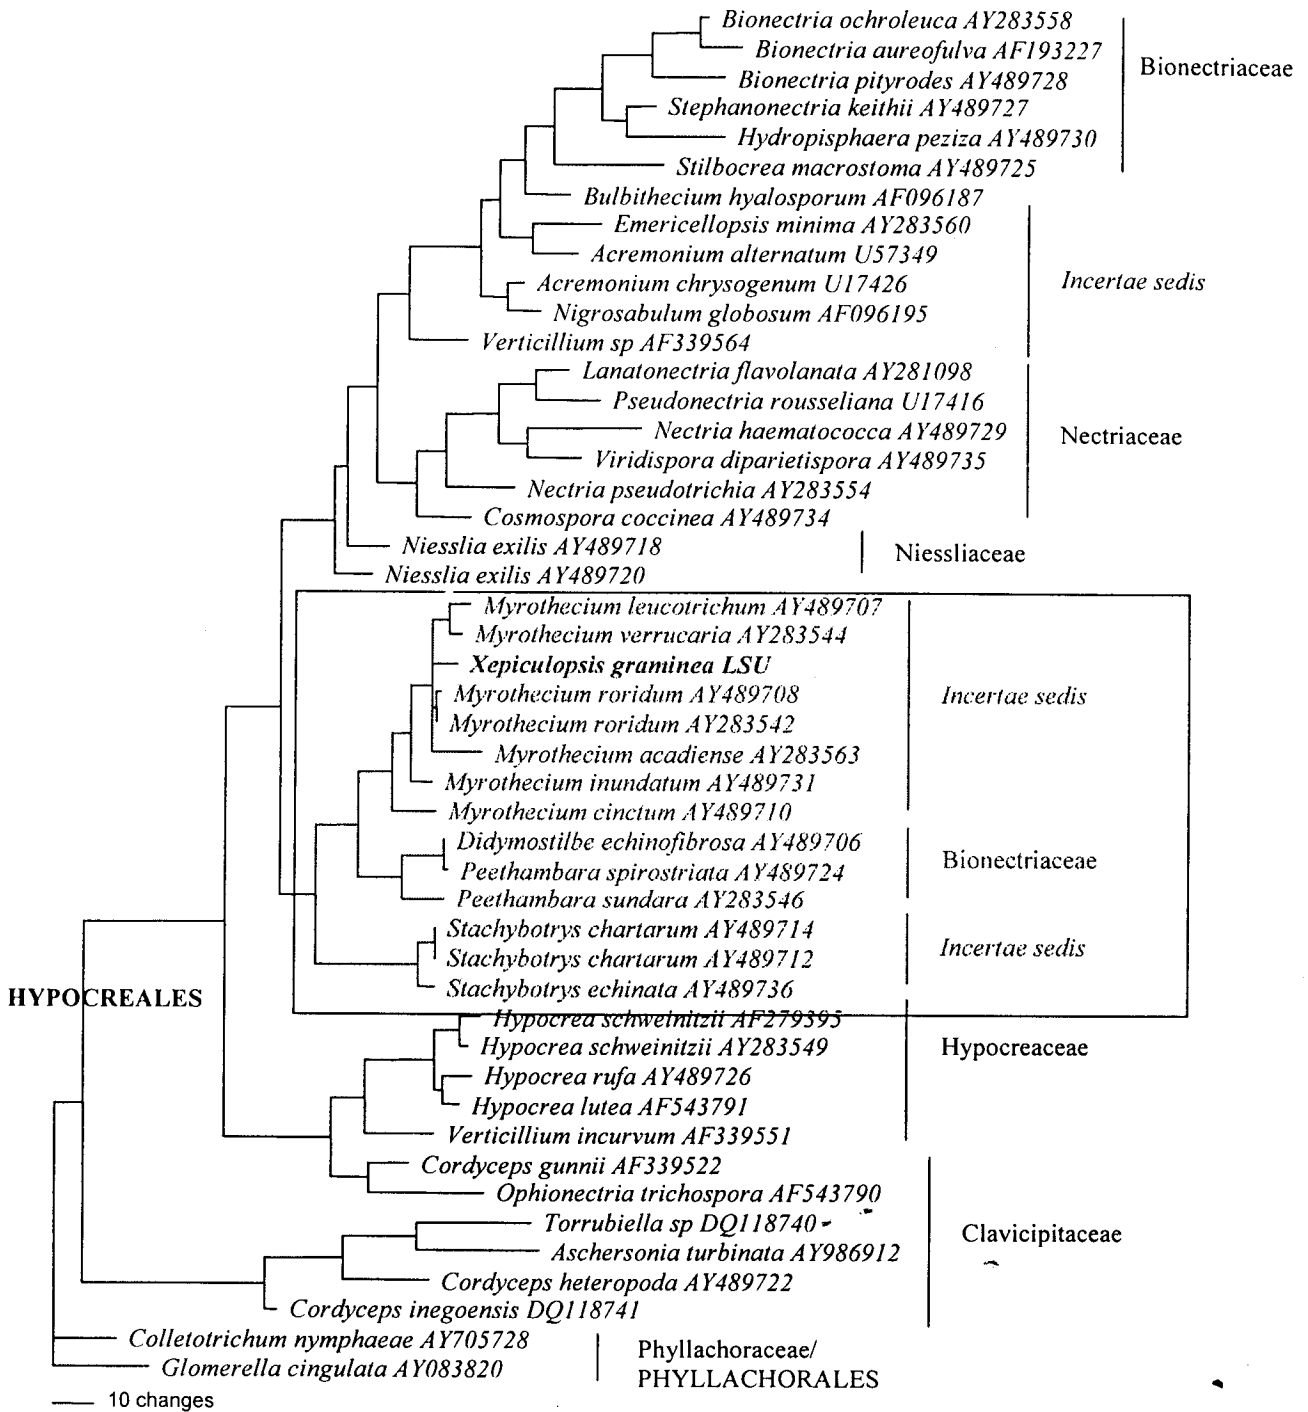 Bionectria ochroleuca AY283558
Bionectria aureofulva AF193227
Bionectriaceae
Bionectria pityrodes AY489728
Stephanonectria keithii AY489727
Hydropisphaera peziza AY489730
Stilbocrea macrostoma AY489725
Bulbithecium hyalosporum AF096187
Emericellopsis minima AY283560
Acremonium alternatum U57349
Acremonium chrysogenum U17426
Incertae sedis
Nigrosabulum globosum AF096195
Verticillium sp AF339564
Lanatonectria flavolanata AY281098
Pseudonectria rousseliana U17416
Nectria haematococca AY489729
Nectriaceae
Viridispora diparietispora AY489735
Nectria pseudotrichia AY283554
Cosmospora coccinea AY489734
Niesslia exilis AY489718
Niessliaceae
Niesslia exilis AY489720
Myrothecium leucotrichum AY489707
Myrothecium verrucaria AY283544
Xepiculopsis graminea LSU
Myrothecium roridum AY489708
Incertae sedis
Myrothecium roridum AY283542
Myrothecium acadiense AY283563
Myrothecium inundatum AY489731
Myrothecium cinctum AY489710
Didymostilbe echinofibrosa AY489706
Bionectriaceae
Peethambara spirostriata AY489724
Peethambara sundara AY283546
Stachybotrys chartarum AY489714
Incertae sedis
Stachybotrys chartarum AY489712
Stachybotrys echinata AY489736
HYPOCREALES
Hypocrea schweinitzii AF279395
Hypocrea schweinitzii AY283549
Hypocreaceae
Hypocrea rufa AY489726
Hypocrea lutea AF543791
Verticillium incurvum AF339551
Cordyceps gunnii AF339522
Ophionectria trichospora AF543790
Torrubiella sp DQ118740
Clavicipitaceae
Aschersonia turbinata AY986912
Cordyceps heteropoda AY489722
Cordyceps inegoensis DQ118741
Colletotrichum nymphaeae AY705728
Phyllachoraceae/
Glomerella cingulata AY083820
PHYLLACHORALES
10 changes